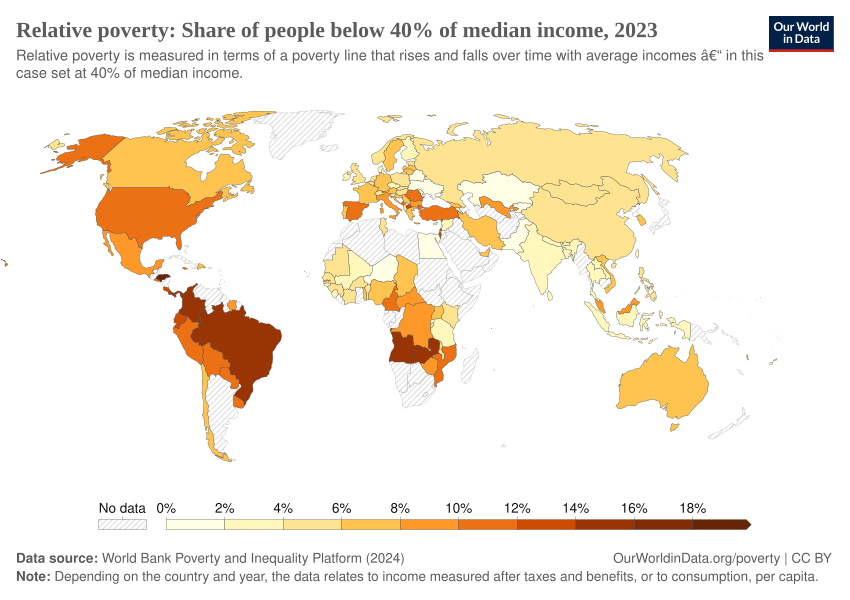 Relative poverty: Share of people below 40% of median income, 2023
Our World
in Data
Relative poverty is measured in terms of a poverty line that rises and falls over time with average incomes â€“ in this
case set at 40% of median income.
No data 0% 2% 4% 6% 8% 10% 12% 14% 16% 18%
Data source: World Bank Poverty and Inequality Platform (2024)
OurWorldinData.org/poverty | CC BY
Note: Depending on the country and year, the data relates to income measured after taxes and benefits, or to consumption, per capita.